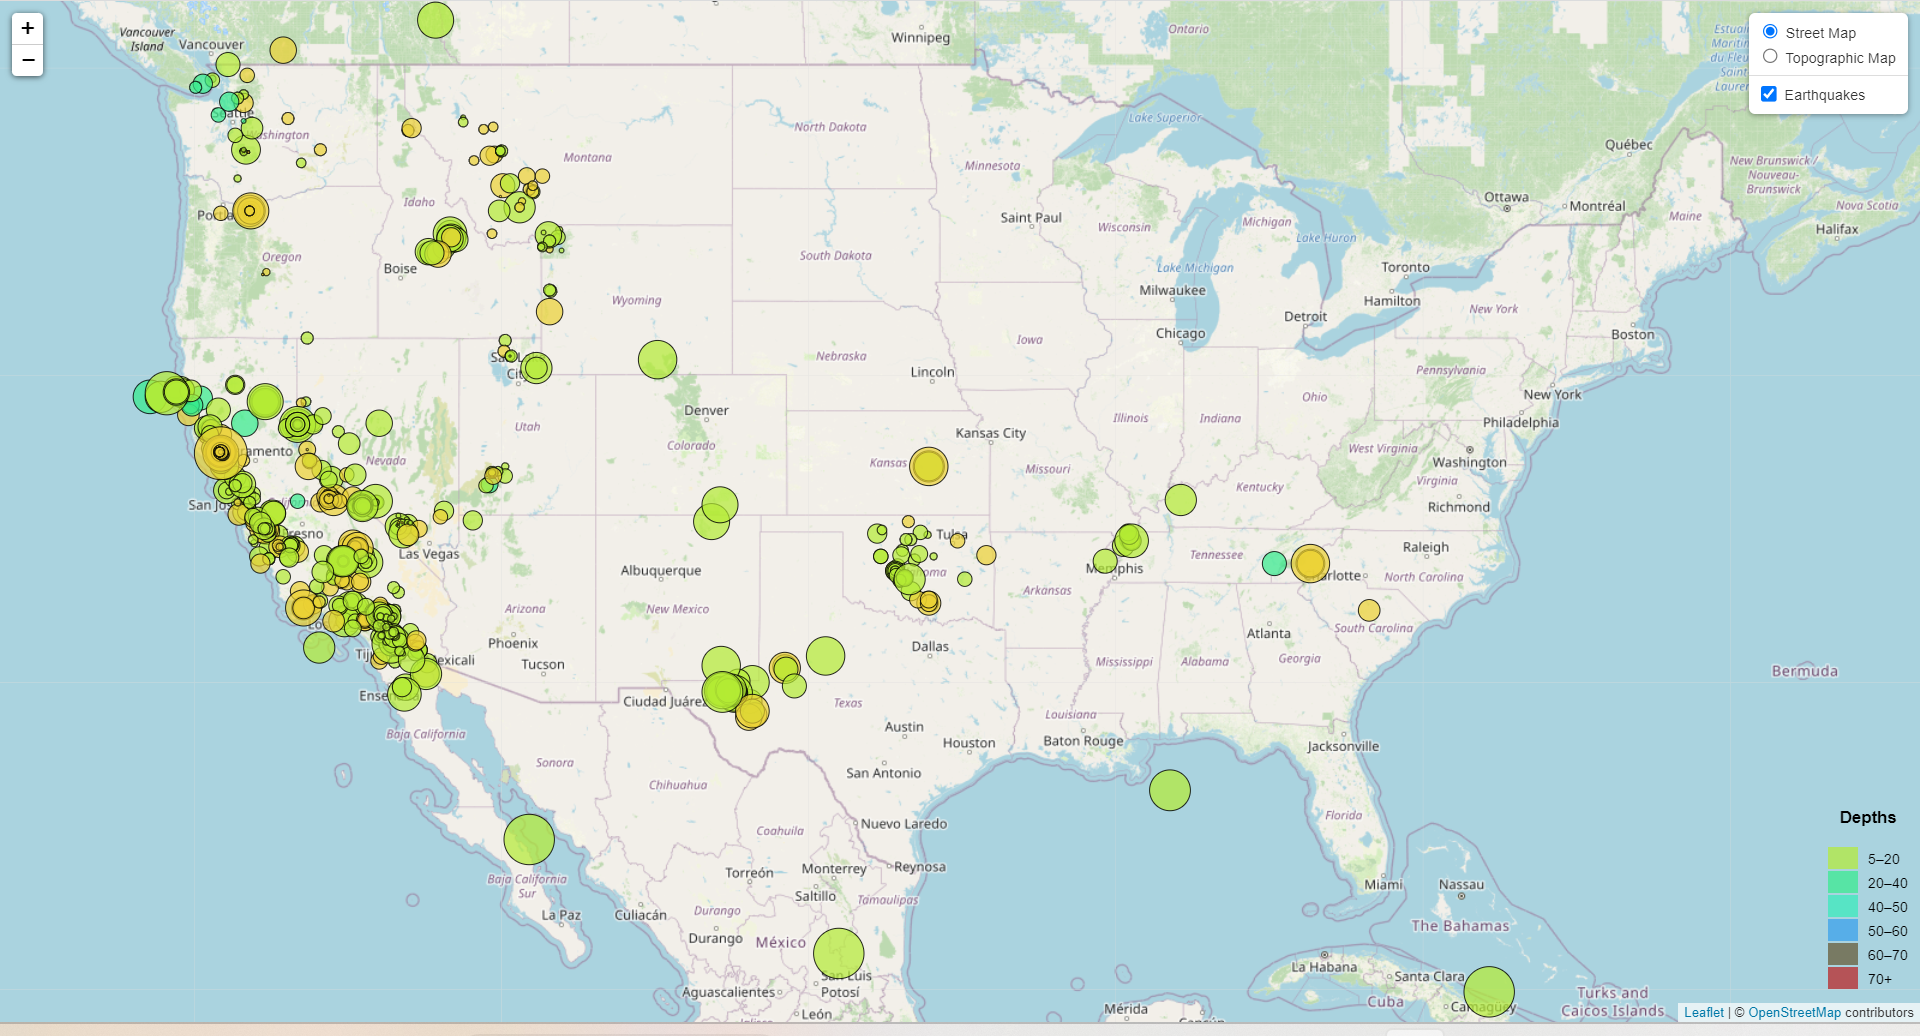 +
−
Street Map
Topographic Map
Earthquakes
Vancouver
Island
Vancouver
Winnipeg
Ontario
Lake Superior
Québec
New Brunswick /
Nouveau-
Brunswick
Nova Scotia
Halifax
Maine
Ottawa
Montréal
Seattle
Washington
Montana
North Dakota
Minnesota
Idaho
Oregon
Boise
Saint Paul
Wisconsin
Michigan
Lake Huron
Lake Michigan
South Dakota
Toronto
Hamilton
Milwaukee
Wyoming
Detroit
New York
Chicago
Boston
Iowa
Nebraska
Lincoln
Pennsylvania
New York
Philadelphia
Denver
Utah
Colorado
Illinois
Indiana
Ohio
Kansas City
West Virginia
Washington
Nevada
Kansas
Missouri
Virginia
Kentucky
Richmond
Las Vegas
Tulsa
Tennessee
Raleigh
North Carolina
Memphis
Albuquerque
Arkansas
Arizona
New Mexico
South Carolina
Atlanta
Phoenix
Dallas
Georgia
Mississippi
Alabama
Tucson
Bermuda
Ciudad Juárez
Texas
Louisiana
Baja California
Austin
Houston
Baton Rouge
Jacksonville
Sonora
San Antonio
Chihuahua
Florida
Nuevo Laredo
Coahuila
Depths
5–20
20–40
40–50
50–60
60–70
70+
Baja California
Sur
Torreón
Monterrey
Reynosa
Saltillo
Tamaulipas
Miami
Nassau
La Paz
Culiacán
Durango
The Bahamas
Durango
México
San Luis
Potosí
La Habana
Santa Clara
Cuba
Camagüey
Turks and
Caicos Islands
Aguascalientes
León
Mérida
Leaflet | © OpenStreetMap contributors